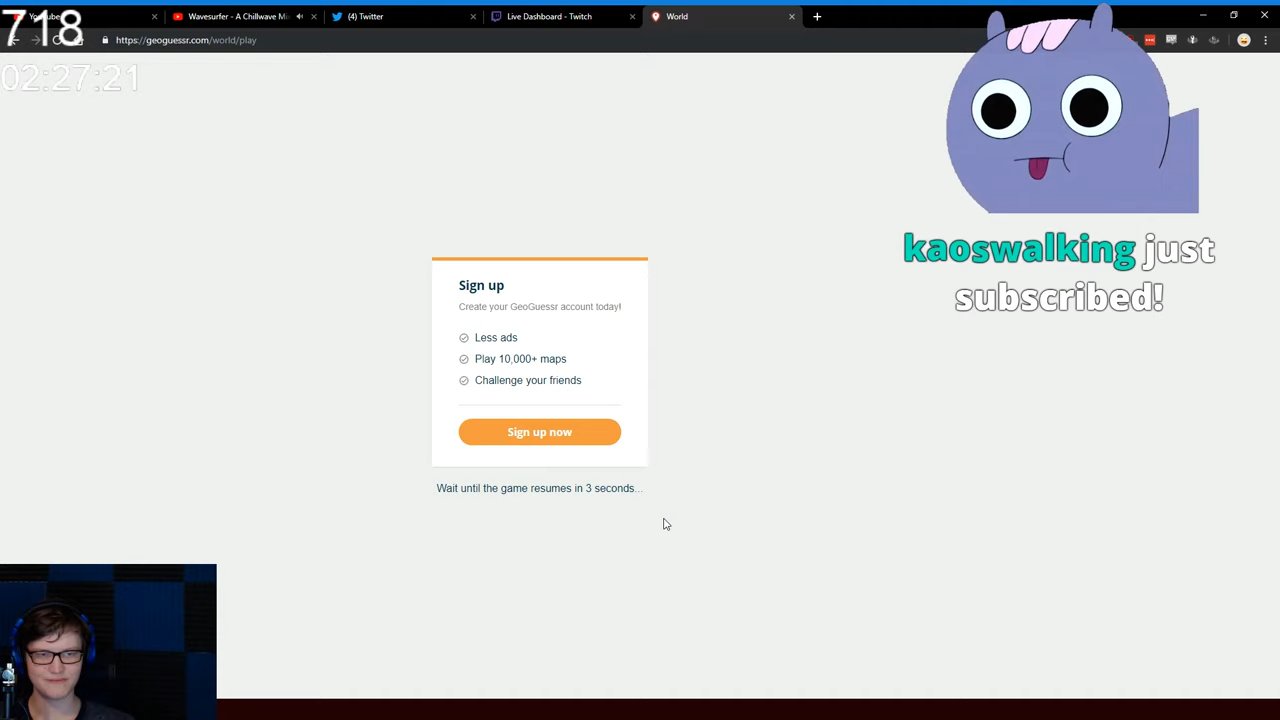 718
Wavesurfer - A Chillwave Mi
(4) Twitter
Live Dashboard - Twitch
World
https://geoguessr.com/world/play
02:27:21
kaoswalking just
subscribed!
Sign up
Create your GeoGuessr account today!
Less ads
Play 10,000+ maps
Challenge your friends
Sign up now
Wait until the game resumes in 3 seconds...